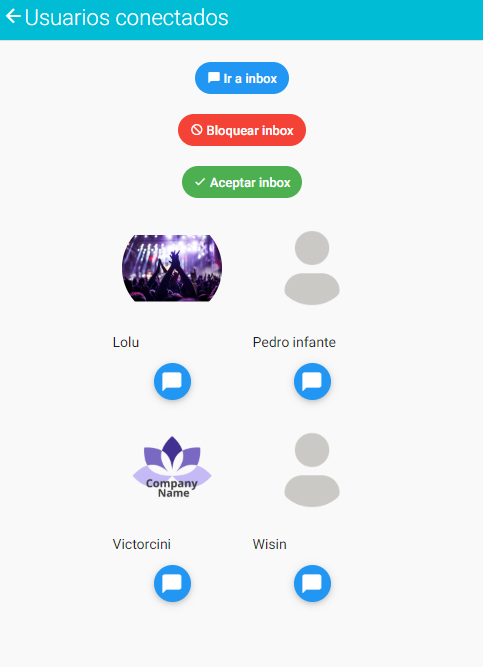 Usuarios conectados
Ir a inbox
Bloquear inbox
Aceptar inbox
Lolu
Pedro infante
Company
Name
Victorcini
Wisin